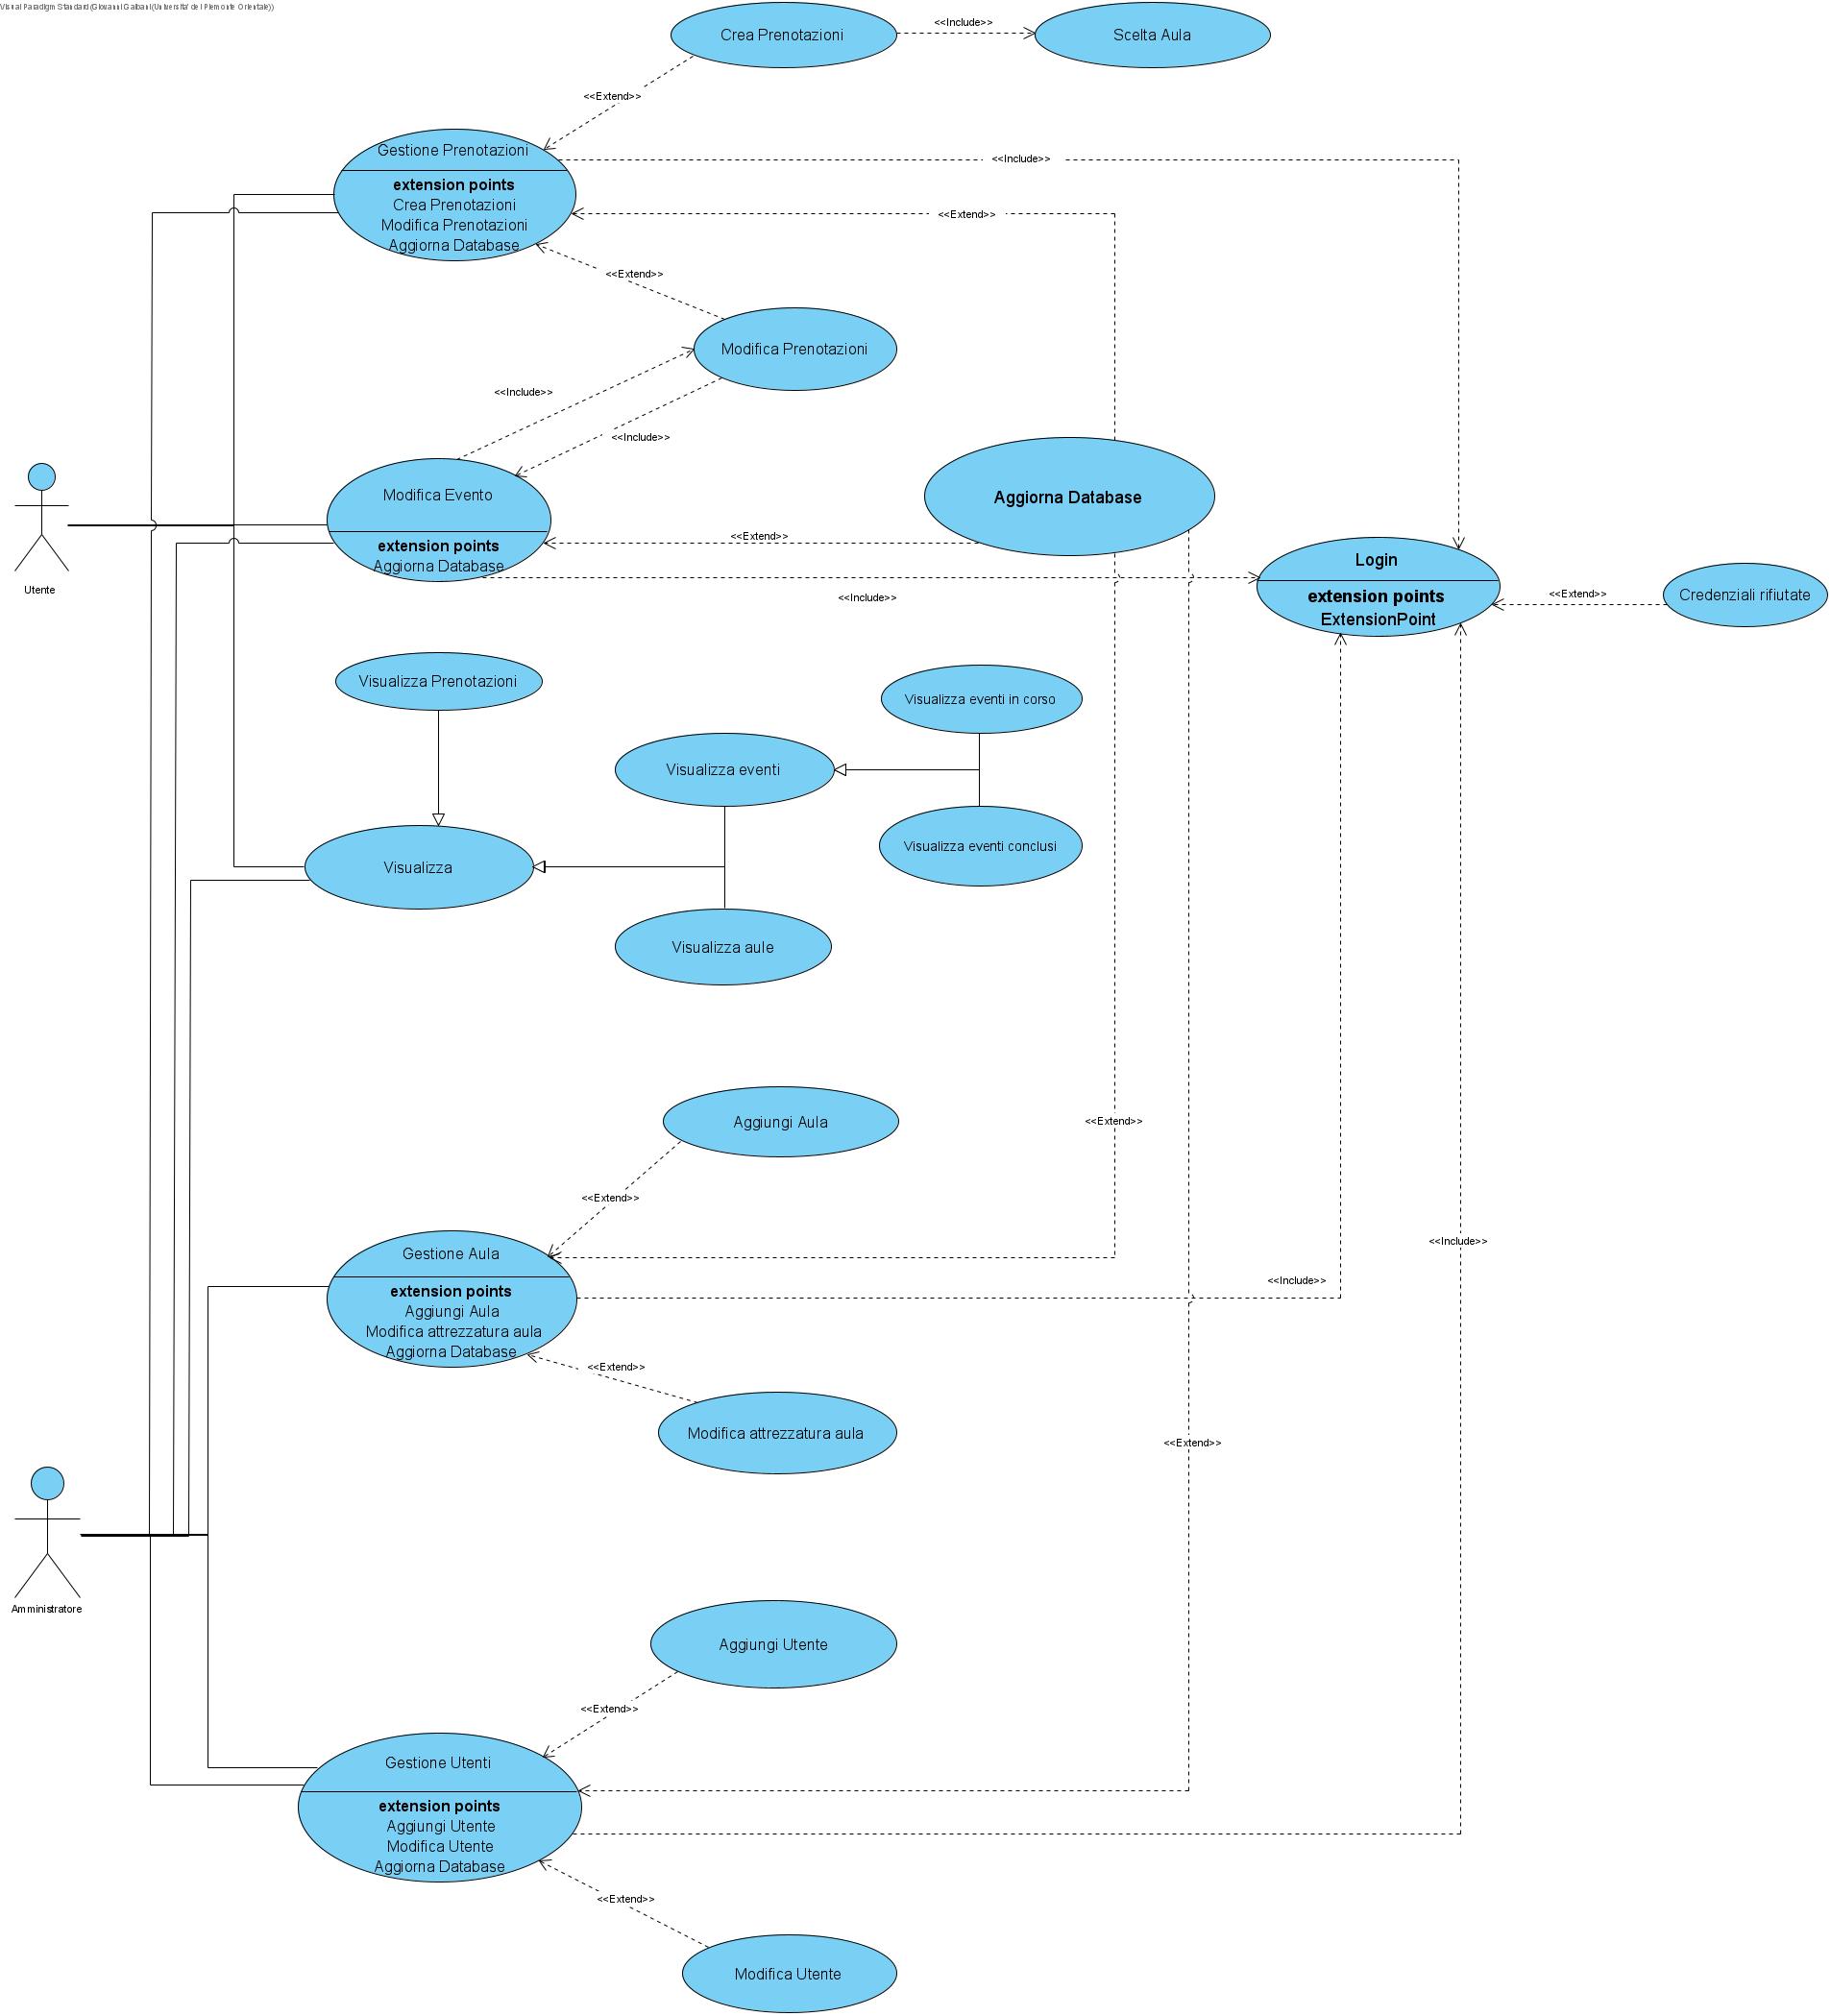 Visual Paradigm Standard(Giovanni Galbani(Universita' del Piemonte Orientale))
Crea Prenotazioni
<<Include>>
Scelta Aula
<<Extend>>
Gestione Prenotazioni
extension points
Crea Prenotazioni
Modifica Prenotazioni
Aggiorna Database
<<Include>>
<<Extend>>
<<Extend>>
Modifica Prenotazioni
<<Include>>
<<Include>>
Modifica Evento
extension points
Aggiorna Database
<<Extend>>
Aggiorna Database
<<Include>>
Login
extension points
ExtensionPoint
<<Extend>>
Credenziali rifiutate
Utente
Visualizza Prenotazioni
Visualizza eventi in corso
Visualizza eventi
Visualizza eventi conclusi
Visualizza
Visualizza aule
Aggiungi Aula
<<Extend>>
<<Extend>>
Gestione Aula
extension points
Aggiungi Aula
Modifica attrezzatura aula
Aggiorna Database
<<Include>>
<<Include>>
<<Extend>>
Modifica attrezzatura aula
<<Extend>>
Amministratore
Aggiungi Utente
<<Extend>>
Gestione Utenti
extension points
Aggiungi Utente
Modifica Utente
Aggiorna Database
<<Extend>>
Modifica Utente